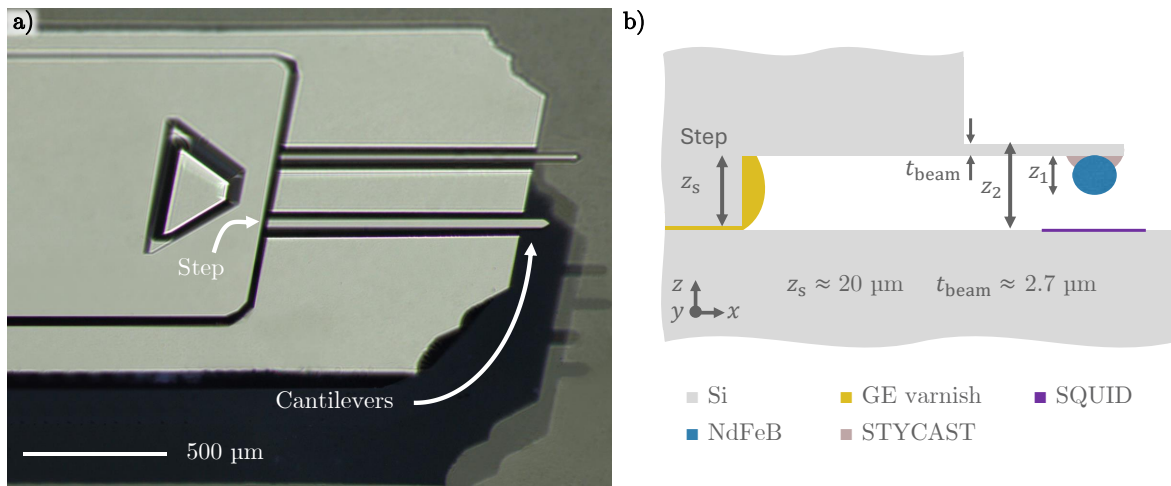 a)
Step
Cantilevers
500 µm
b)
Step
z_s
t_beam
z_2
z_1
z
y
x
z_s ≈ 20 µm
t_beam ≈ 2.7 µm
Si
GE varnish
SQUID
NdFeB
STYCAST